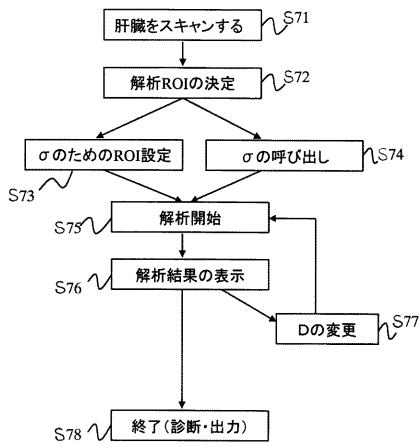 肝臓をスキャンする
S71
解析ROIの決定
S72
σのためのROI設定
S73
σの呼び出し
S74
解析開始
S75
解析結果の表示
S76
Dの変更
S77
終了(診断・出力)
S78